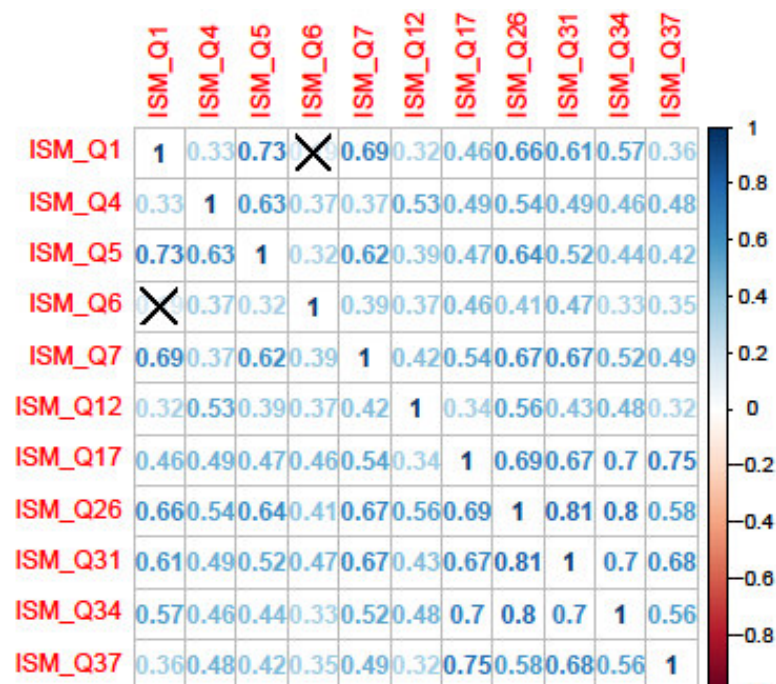 ISM_Q1 ISM_Q4 ISM_Q5 ISM_Q6 ISM_Q7 ISM_Q12 ISM_Q17 ISM_Q26 ISM_Q31 ISM_Q34 ISM_Q37
ISM_Q1 1 0.33 0.73 0.69 0.32 0.46 0.66 0.61 0.57 0.36
ISM_Q4 0.33 1 0.63 0.37 0.37 0.53 0.49 0.54 0.49 0.46 0.48
ISM_Q5 0.73 0.63 1 0.32 0.62 0.39 0.47 0.64 0.52 0.44 0.42
ISM_Q6 0.37 0.32 1 0.39 0.37 0.46 0.41 0.47 0.33 0.35
ISM_Q7 0.69 0.37 0.62 0.39 1 0.42 0.54 0.67 0.67 0.52 0.49
ISM_Q12 0.32 0.53 0.39 0.37 0.42 1 0.34 0.56 0.43 0.48 0.32
ISM_Q17 0.46 0.49 0.47 0.46 0.54 0.34 1 0.69 0.67 0.7 0.75
ISM_Q26 0.66 0.54 0.64 0.41 0.67 0.56 0.69 1 0.81 0.8 0.58
ISM_Q31 0.61 0.49 0.52 0.47 0.67 0.43 0.67 0.81 1 0.7 0.68
ISM_Q34 0.57 0.46 0.44 0.33 0.52 0.48 0.7 0.8 0.7 1 0.56
ISM_Q37 0.36 0.48 0.42 0.35 0.49 0.32 0.75 0.58 0.68 0.56 1
1
0.8
0.6
0.4
0.2
0
-0.2
-0.4
-0.6
-0.8